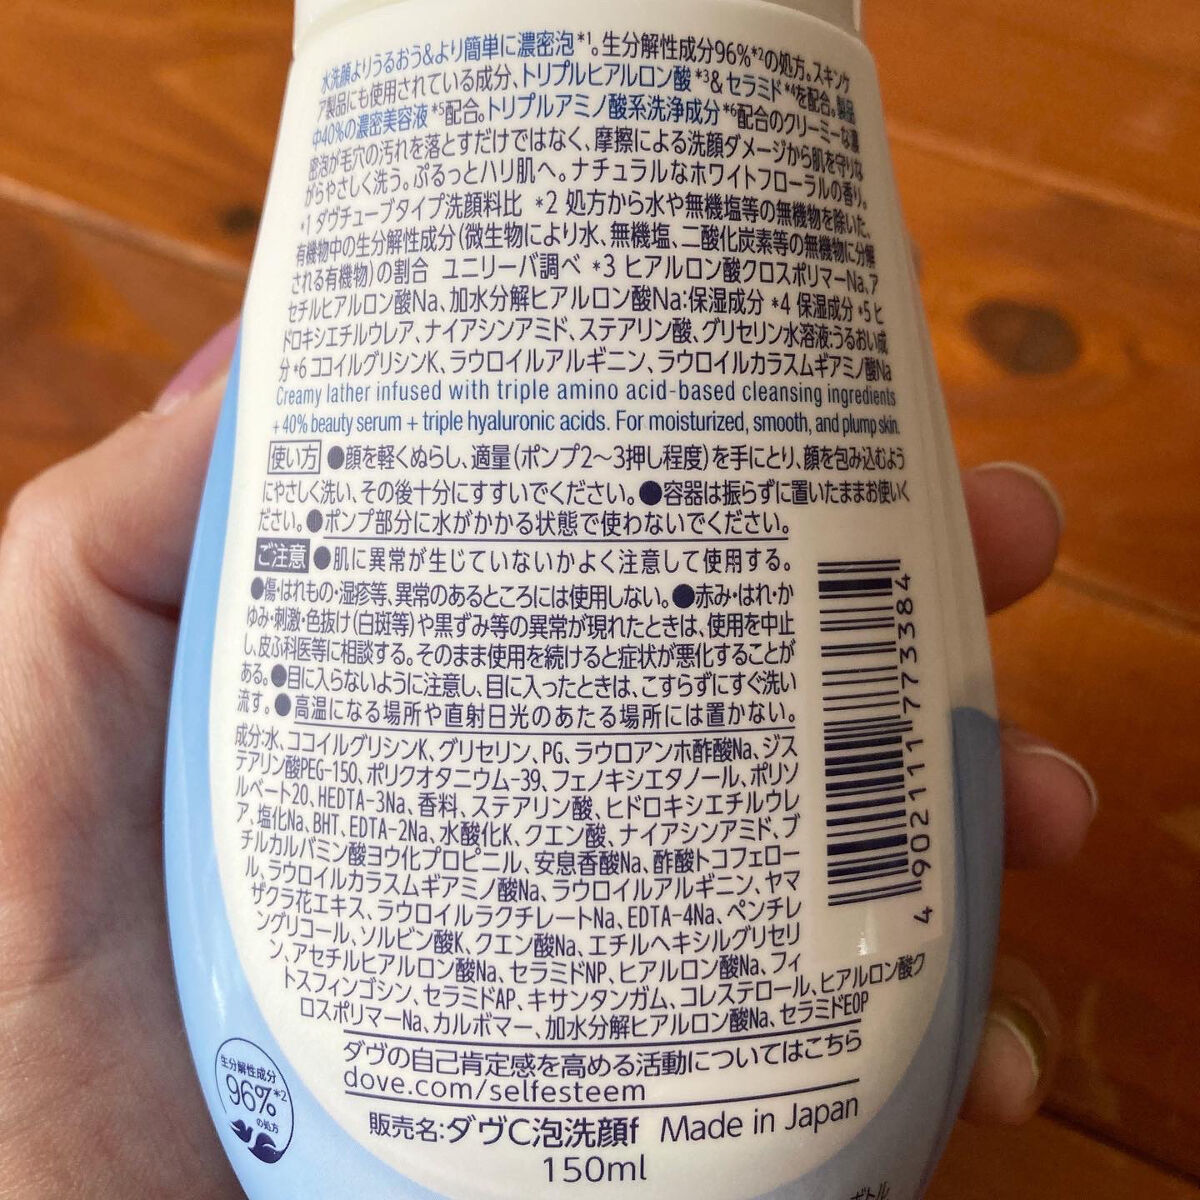 水洗顔よりうるおう&より簡単に濃密泡*1。生分解性成分96%*2の処方。スキンケ
ア製品にも使用されている成分、トリプルヒアルロン酸*3&セラミド*4を配合。製品
中40%の濃密美容液*5配合。トリプルアミノ酸系洗浄成分*6配合のクリーミーな濃
密泡が毛穴の汚れを落とすだけではなく、摩擦による洗顔ダメージから肌を守りな
がらやさしく洗う。ぷるっとハリ肌へ。ナチュラルなホワイトフローラルの香り。
*1 ダヴチューブタイプ洗顔料比 *2 処方から水や無機塩等の無機物を除いた、
有機物中の生分解性成分(微生物により水、無機塩、二酸化炭素等の無機物に分解
される有機物)の割合 ユニリーバ調べ *3 ヒアルロン酸クロスポリマーNa、ア
セチルヒアルロン酸Na、加水分解ヒアルロン酸Na:保湿成分 *4 保湿成分 *5 ヒ
ドロキシエチルウレア、ナイアシンアミド、ステアリン酸、グリセリン水溶液:うるおい成
分 *6 ココイルグリシンK、ラウロイルアルギニン、ラウロイルカラスムギアミノ酸Na
Creamy lather infused with triple amino acid-based cleansing ingredients
+ 40% beauty serum + triple hyaluronic acids. For moisturized, smooth, and plump skin.
使い方 ●顔を軽くぬらし、適量(ポンプ2〜3押し程度)を手にとり、顔を包み込むよう
にやさしく洗い、その後十分にすすいでください。●容器は振らずに置いたままお使いく
ださい。●ポンプ部分に水がかかる状態で使わないでください。
ご注意 ●肌に異常が生じていないかよく注意して使用する。
●傷・はれもの・湿疹等、異常のあるところには使用しない。●赤み・はれ・か
ゆみ・刺激・色抜け(白斑等)や黒ずみ等の異常が現れたときは、使用を中止
し、皮ふ科医等に相談する。そのまま使用を続けると症状が悪化することが
ある。●目に入らないように注意し、目に入ったときは、こすらずにすぐ洗い
流す。●高温になる場所や直射日光のあたる場所には置かない。
成分:水、ココイルグリシンK、グリセリン、PG、ラウロアンホ酢酸Na、ジス
テアリン酸PEG-150、ポリクオタニウム-39、フェノキシエタノール、ポリソ
ルベート20、HEDTA-3Na、香料、ステアリン酸、ヒドロキシエチルウレ
ア、塩化Na、BHT、EDTA-2Na、水酸化K、クエン酸、ナイアシンアミド、ブ
チルカルバミン酸ヨウ化プロピニル、安息香酸Na、酢酸トコフェロー
ル、ラウロイルカラスムギアミノ酸Na、ラウロイルアルギニン、ヤマ
ザクラ花エキス、ラウロイルラクチレートNa、EDTA-4Na、ペンチレ
ングリコール、ソルビン酸K、クエン酸Na、エチルヘキシルグリセリ
ン、アセチルヒアルロン酸Na、セラミドNP、ヒアルロン酸Na、フィ
トスフィンゴシン、セラミドAP、キサンタンガム、コレステロール、ヒアルロン酸ク
ロスポリマーNa、カルボマー、加水分解ヒアルロン酸Na、セラミドEOP
4 902111 773384
ダヴの自己肯定感を高める活動についてはこちら
dove.com/selfesteem
販売名:ダヴC泡洗顔f Made in Japan
150ml
生分解性成分
96%*2
の処方
ボトル